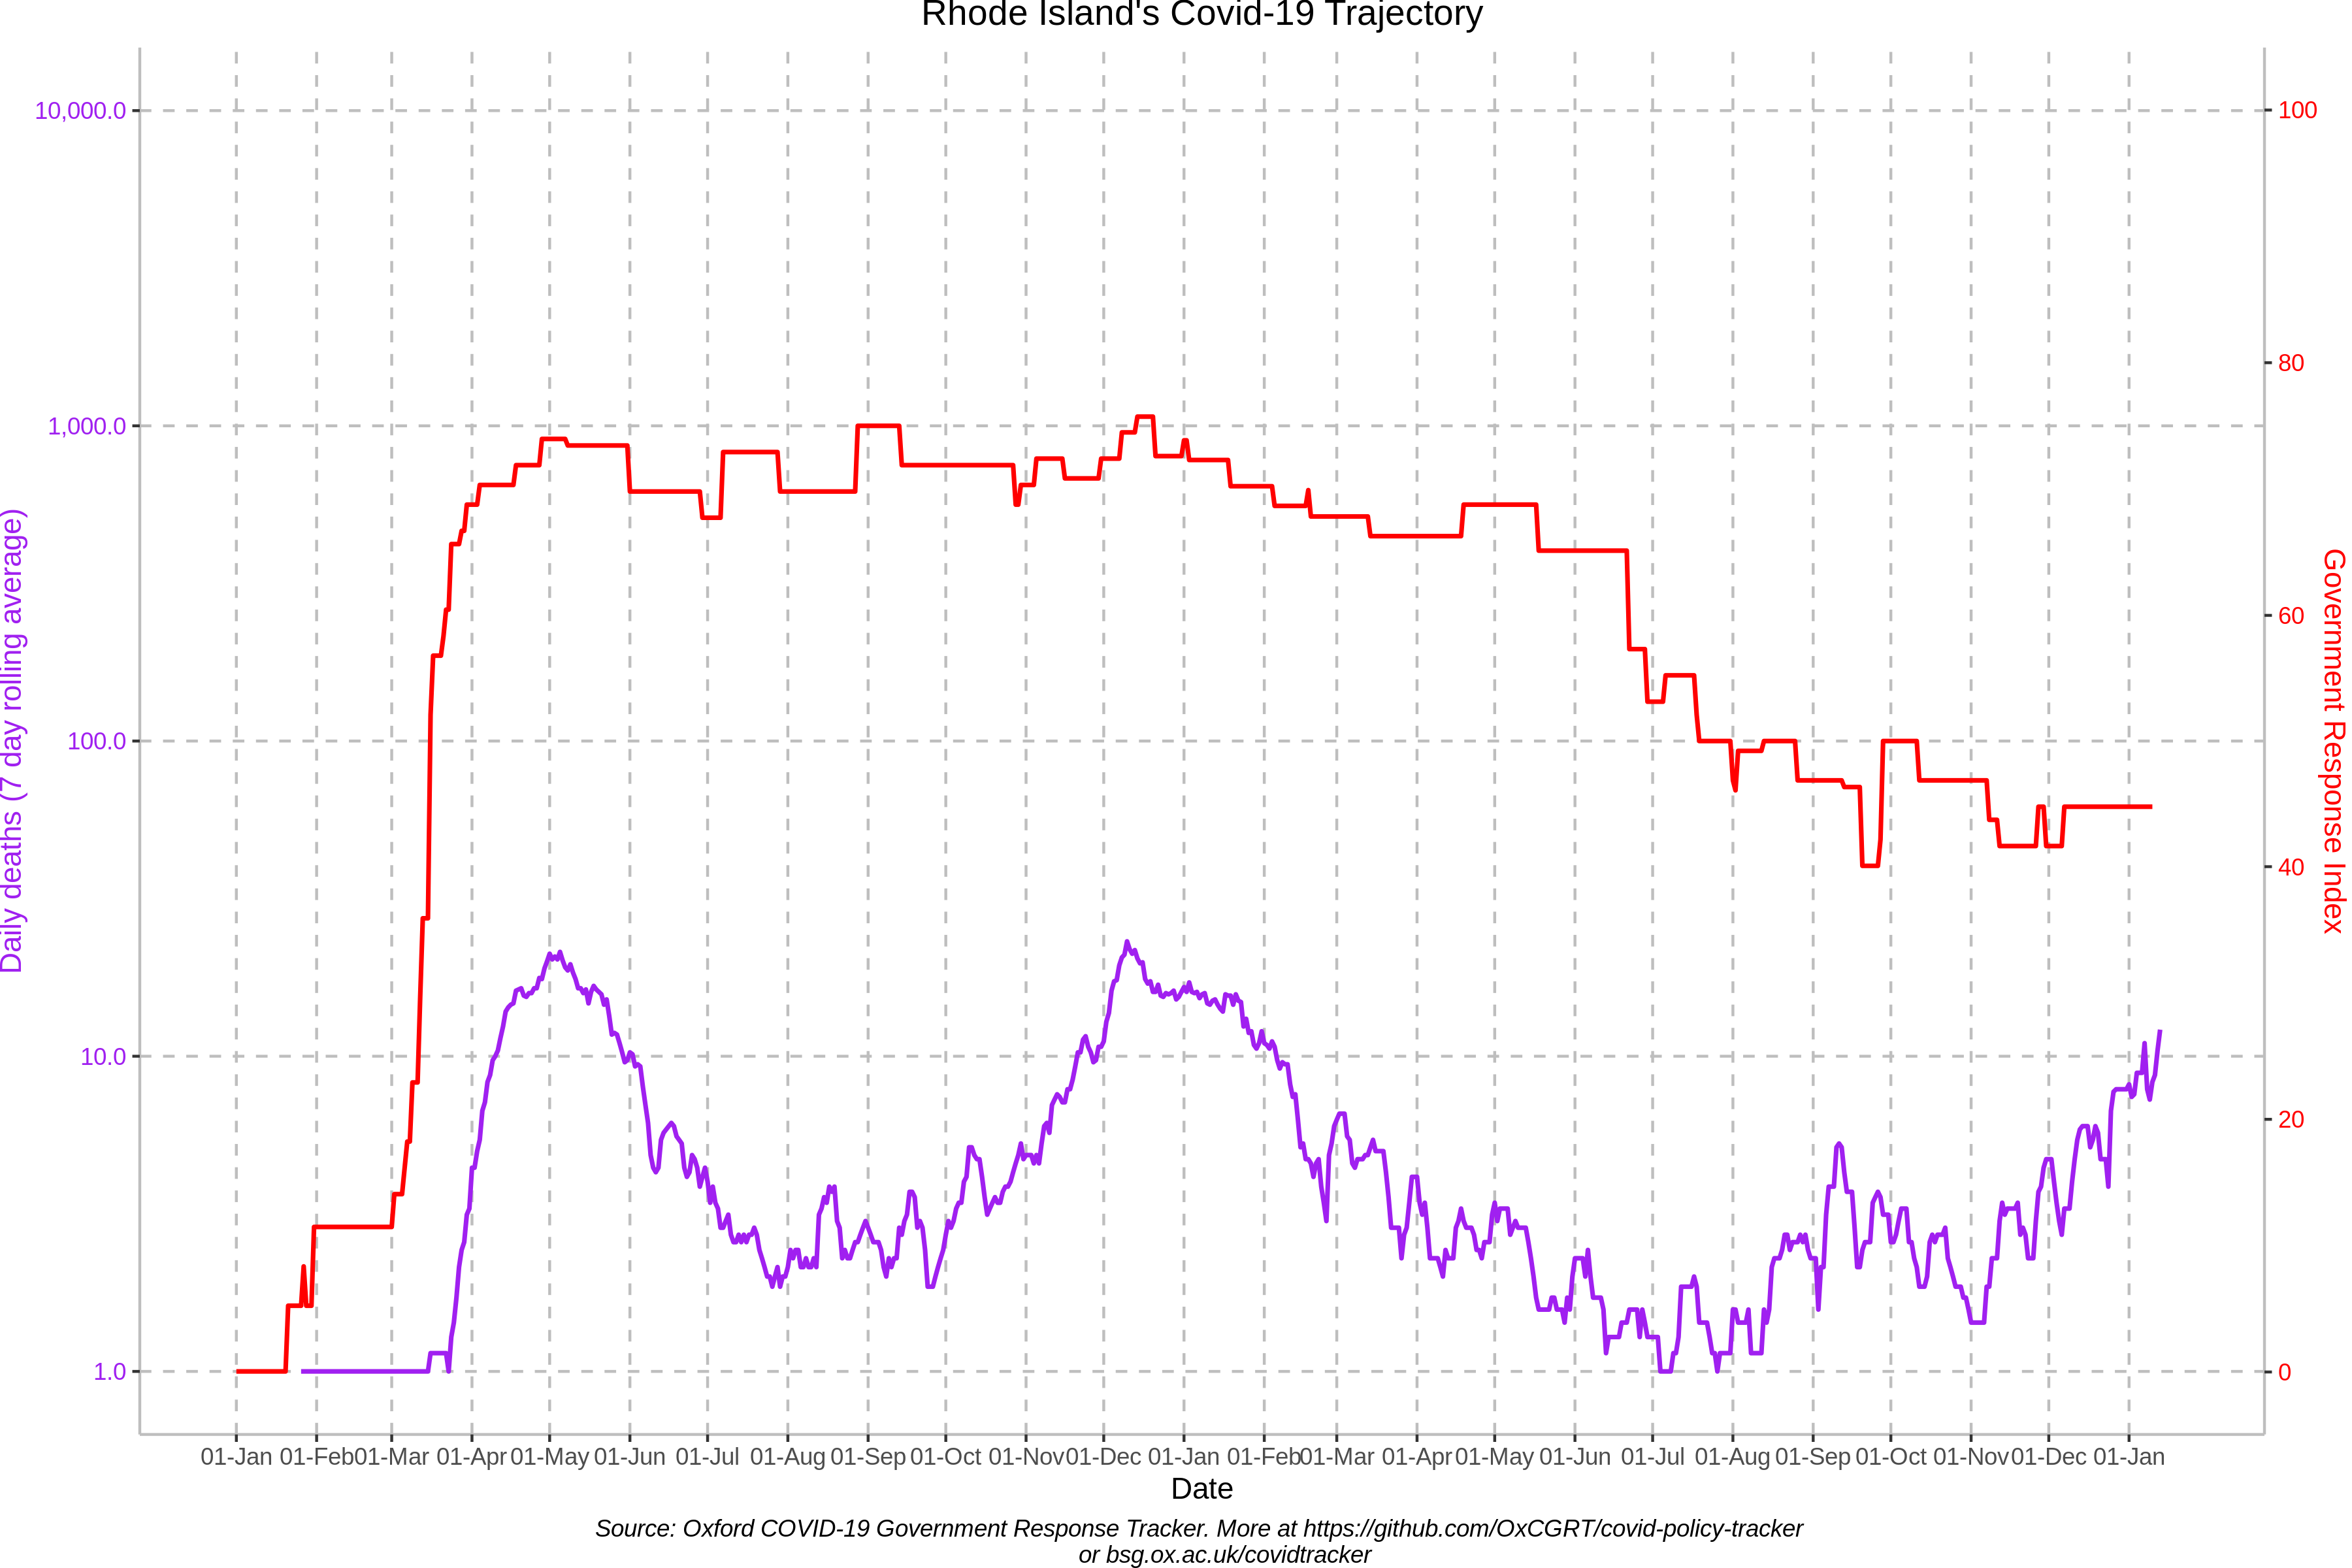 Rhode Island's Covid-19 Trajectory
10,000.0
1,000.0
100.0
10.0
1.0
Daily deaths (7 day rolling average)
100
80
60
40
20
0
Government Response Index
01-Jan 01-Feb 01-Mar 01-Apr 01-May 01-Jun 01-Jul 01-Aug 01-Sep 01-Oct 01-Nov 01-Dec 01-Jan 01-Feb 01-Mar 01-Apr 01-May 01-Jun 01-Jul 01-Aug 01-Sep 01-Oct 01-Nov 01-Dec 01-Jan
Date
Source: Oxford COVID-19 Government Response Tracker. More at https://github.com/OxCGRT/covid-policy-tracker
or bsg.ox.ac.uk/covidtracker